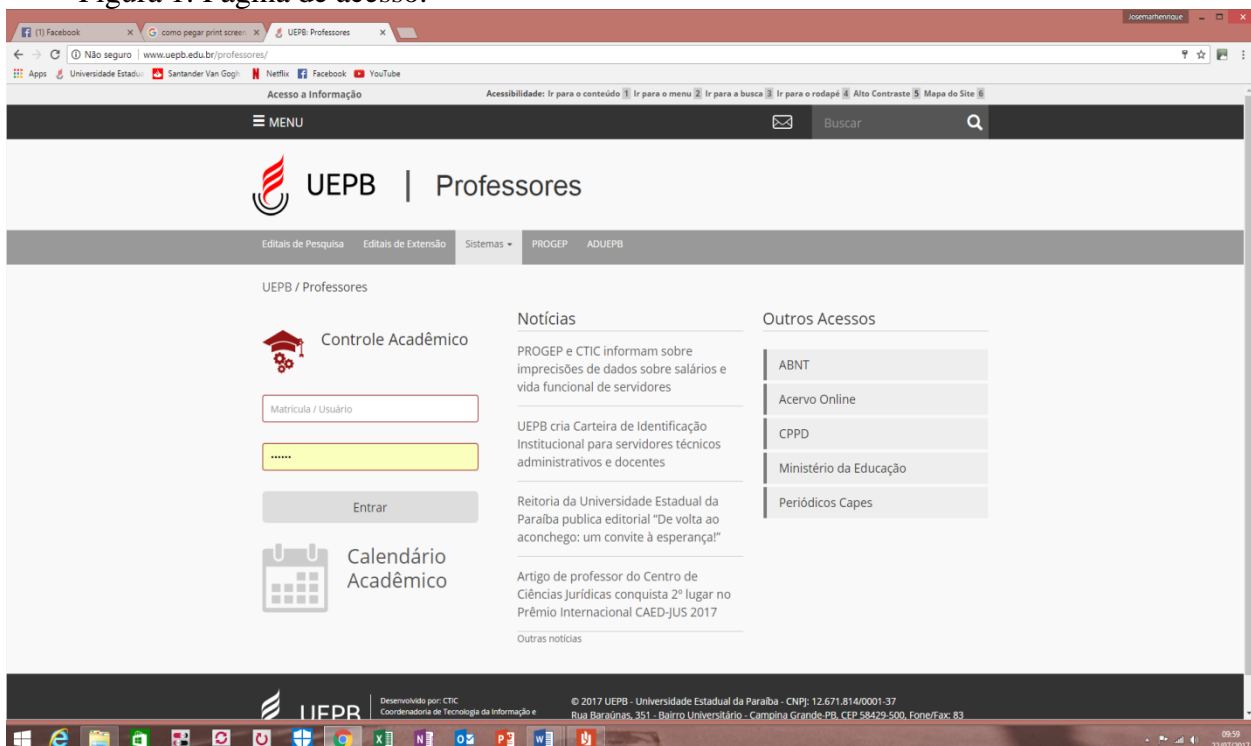 Figura 1. Página de acesso.
Josemarhenrique
(1) Facebook
como pegar print screen
UEPB: Professores
Não seguro | www.uepb.edu.br/professores/
Apps Universidade Estadua Santander Van Gogh Netflix Facebook YouTube
Acesso a Informação
Acessibilidade: Ir para o conteúdo 1 Ir para o menu 2 Ir para a busca 3 Ir para o rodapé 4 Alto Contraste 5 Mapa do Site 6
MENU
Buscar
UEPB | Professores
Editais de Pesquisa Editais de Extensão Sistemas PROGEP ADUEPB
UEPB / Professores
Controle Acadêmico
Matrícula / Usuário
••••••
Entrar
Calendário
Acadêmico
Notícias
PROGEP e CTIC informam sobre
imprecisões de dados sobre salários e
vida funcional de servidores
UEPB cria Carteira de Identificação
Institucional para servidores técnicos
administrativos e docentes
Reitoria da Universidade Estadual da
Paraíba publica editorial "De volta ao
aconchego: um convite à esperança!"
Artigo de professor do Centro de
Ciências Jurídicas conquista 2º lugar no
Prêmio Internacional CAED-JUS 2017
Outras notícias
Outros Acessos
ABNT
Acervo Online
CPPD
Ministério da Educação
Periódicos Capes
UEPB
Desenvolvido por: CTIC
Coordenadoria de Tecnologia da Informação e
© 2017 UEPB - Universidade Estadual da Paraíba - CNPJ: 12.671.814/0001-37
Rua Baraúnas, 351 - Bairro Universitário - Campina Grande-PB, CEP 58429-500, Fone/Fax: 83
09:59